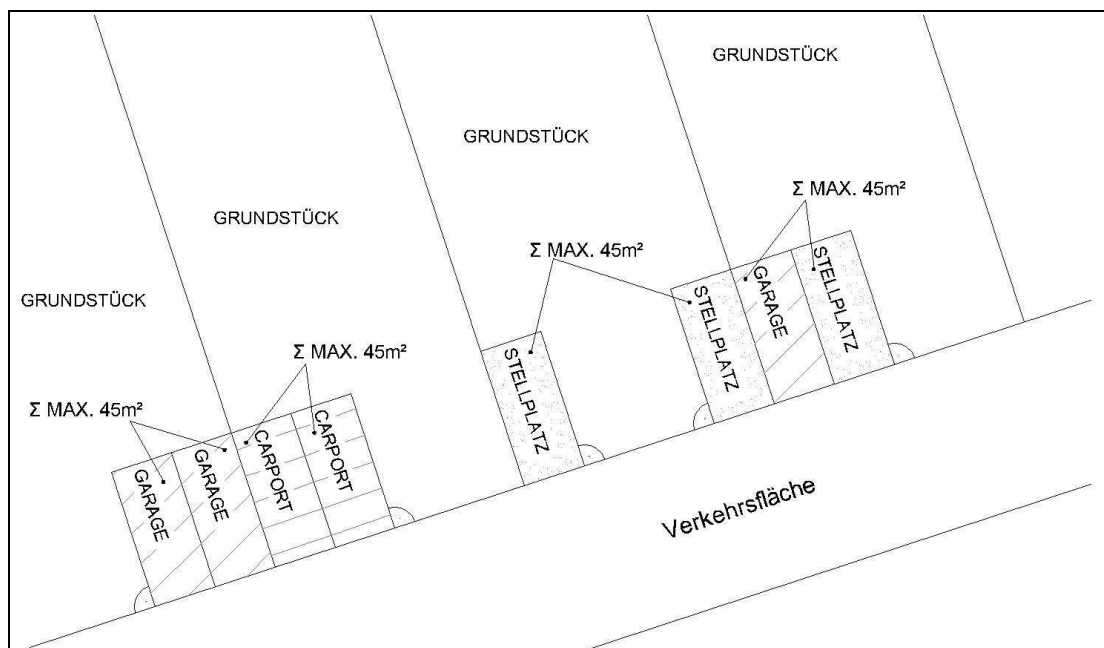 GRUNDSTÜCK
GRUNDSTÜCK
GRUNDSTÜCK
GRUNDSTÜCK
Σ MAX. 45m²
Σ MAX. 45m²
Σ MAX. 45m²
Σ MAX. 45m²
GARAGE
GARAGE
CARPORT
CARPORT
STELLPLATZ
STELLPLATZ
GARAGE
STELLPLATZ
Verkehrsfläche